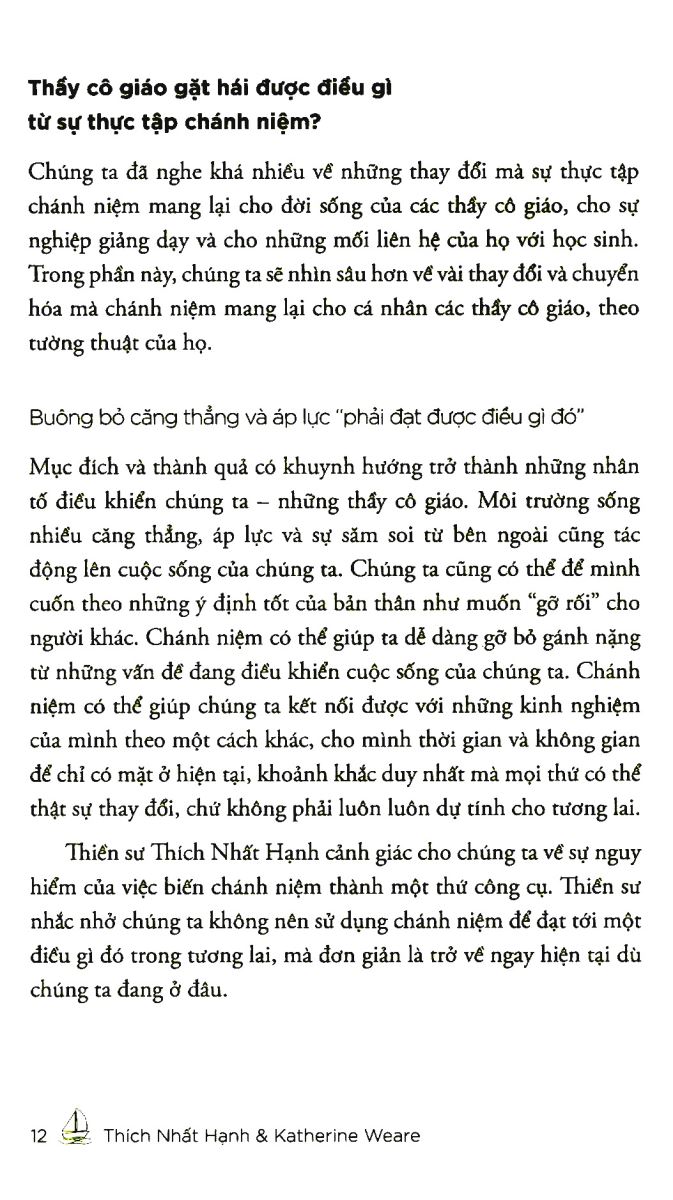 Thầy cô giáo gặt hái được điều gì
từ sự thực tập chánh niệm?
Chúng ta đã nghe khá nhiều về những thay đổi mà sự thực tập
chánh niệm mang lại cho đời sống của các thầy cô giáo, cho sự
nghiệp giảng dạy và cho những mối liên hệ của họ với học sinh.
Trong phần này, chúng ta sẽ nhìn sâu hơn về vài thay đổi và chuyển
hóa mà chánh niệm mang lại cho cá nhân các thầy cô giáo, theo
tường thuật của họ.
Buông bỏ căng thẳng và áp lực “phải đạt được điều gì đó”
Mục đích và thành quả có khuynh hướng trở thành những nhân
tố điều khiển chúng ta – những thầy cô giáo. Môi trường sống
nhiều căng thẳng, áp lực và sự săm soi từ bên ngoài cũng tác
động lên cuộc sống của chúng ta. Chúng ta cũng có thể để mình
cuốn theo những ý định tốt của bản thân như muốn “gỡ rối” cho
người khác. Chánh niệm có thể giúp ta dễ dàng gỡ bỏ gánh nặng
từ những vấn đề đang điều khiển cuộc sống của chúng ta. Chánh
niệm có thể giúp chúng ta kết nối được với những kinh nghiệm
của mình theo một cách khác, cho mình thời gian và không gian
để chỉ có mặt ở hiện tại, khoảnh khắc duy nhất mà mọi thứ có thể
thật sự thay đổi, chứ không phải luôn luôn dự tính cho tương lai.
Thiền sư Thích Nhất Hạnh cảnh giác cho chúng ta về sự nguy
hiểm của việc biến chánh niệm thành một thứ công cụ. Thiền sư
nhắc nhở chúng ta không nên sử dụng chánh niệm để đạt tới một
điều gì đó trong tương lai, mà đơn giản là trở về ngay hiện tại dù
chúng ta đang ở đâu.
12 Thích Nhất Hạnh & Katherine Weare